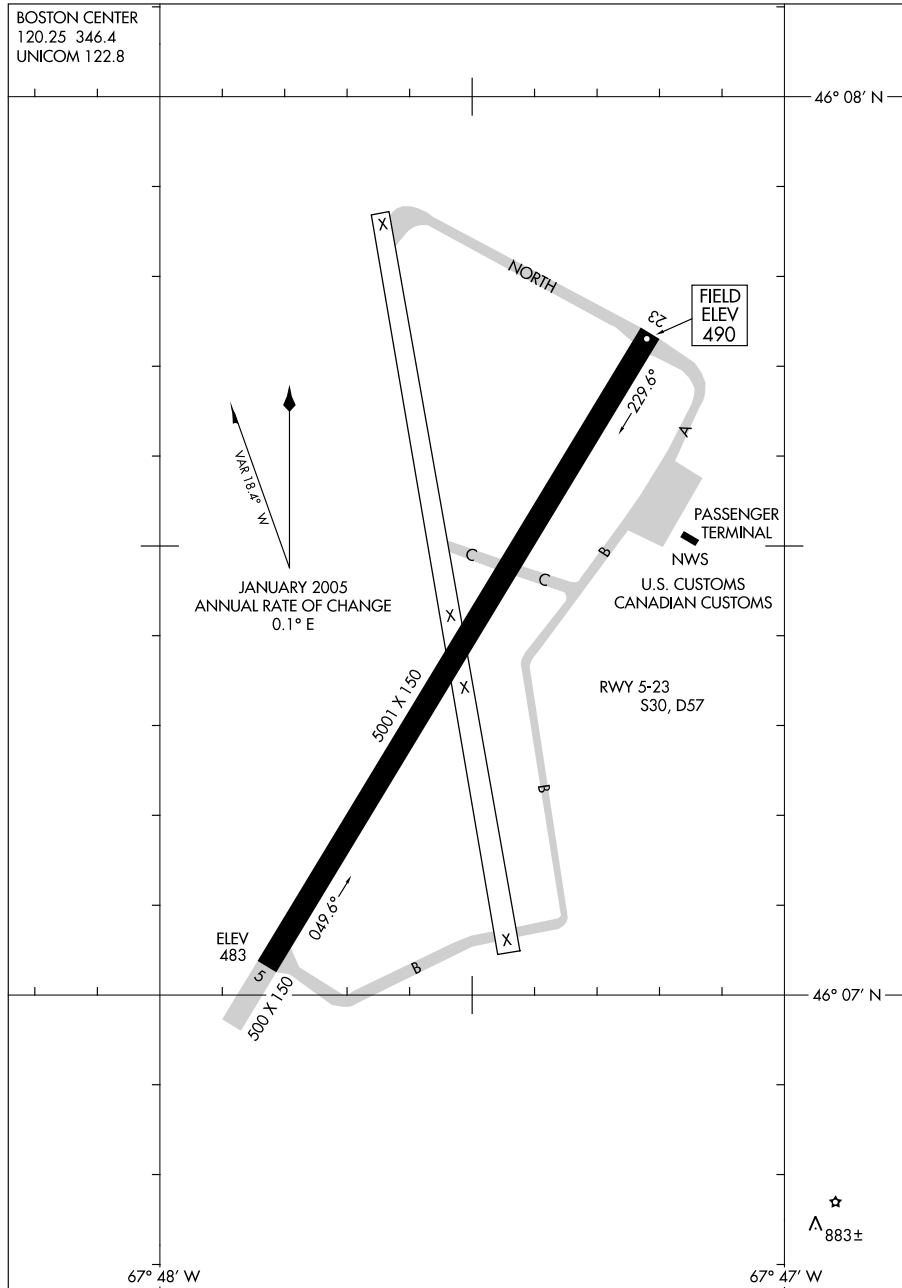 BOSTON CENTER
120.25 346.4
UNICOM 122.8
46° 08' N
NORTH
23
FIELD
ELEV
490
229.6°
A
VAR 18.4° W
PASSENGER
TERMINAL
NWS
U.S. CUSTOMS
CANADIAN CUSTOMS
C
C
B
JANUARY 2005
ANNUAL RATE OF CHANGE
0.1° E
X
X
X
X
5001 X 150
RWY 5-23
S30, D57
B
049.6°
ELEV
483
5
B
500 X 150
46° 07' N
883±
67° 48' W
67° 47' W